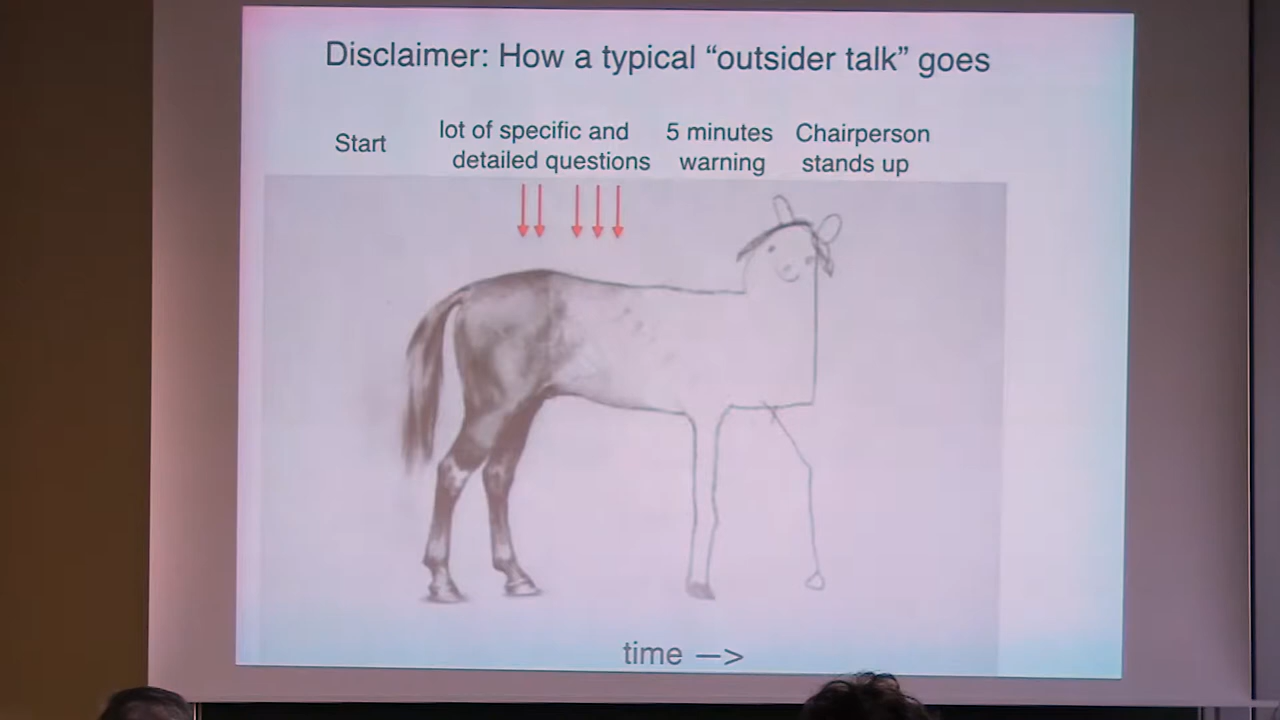 Disclaimer: How a typical “outsider talk” goes
Start
lot of specific and
detailed questions
5 minutes
warning
Chairperson
stands up
time —>